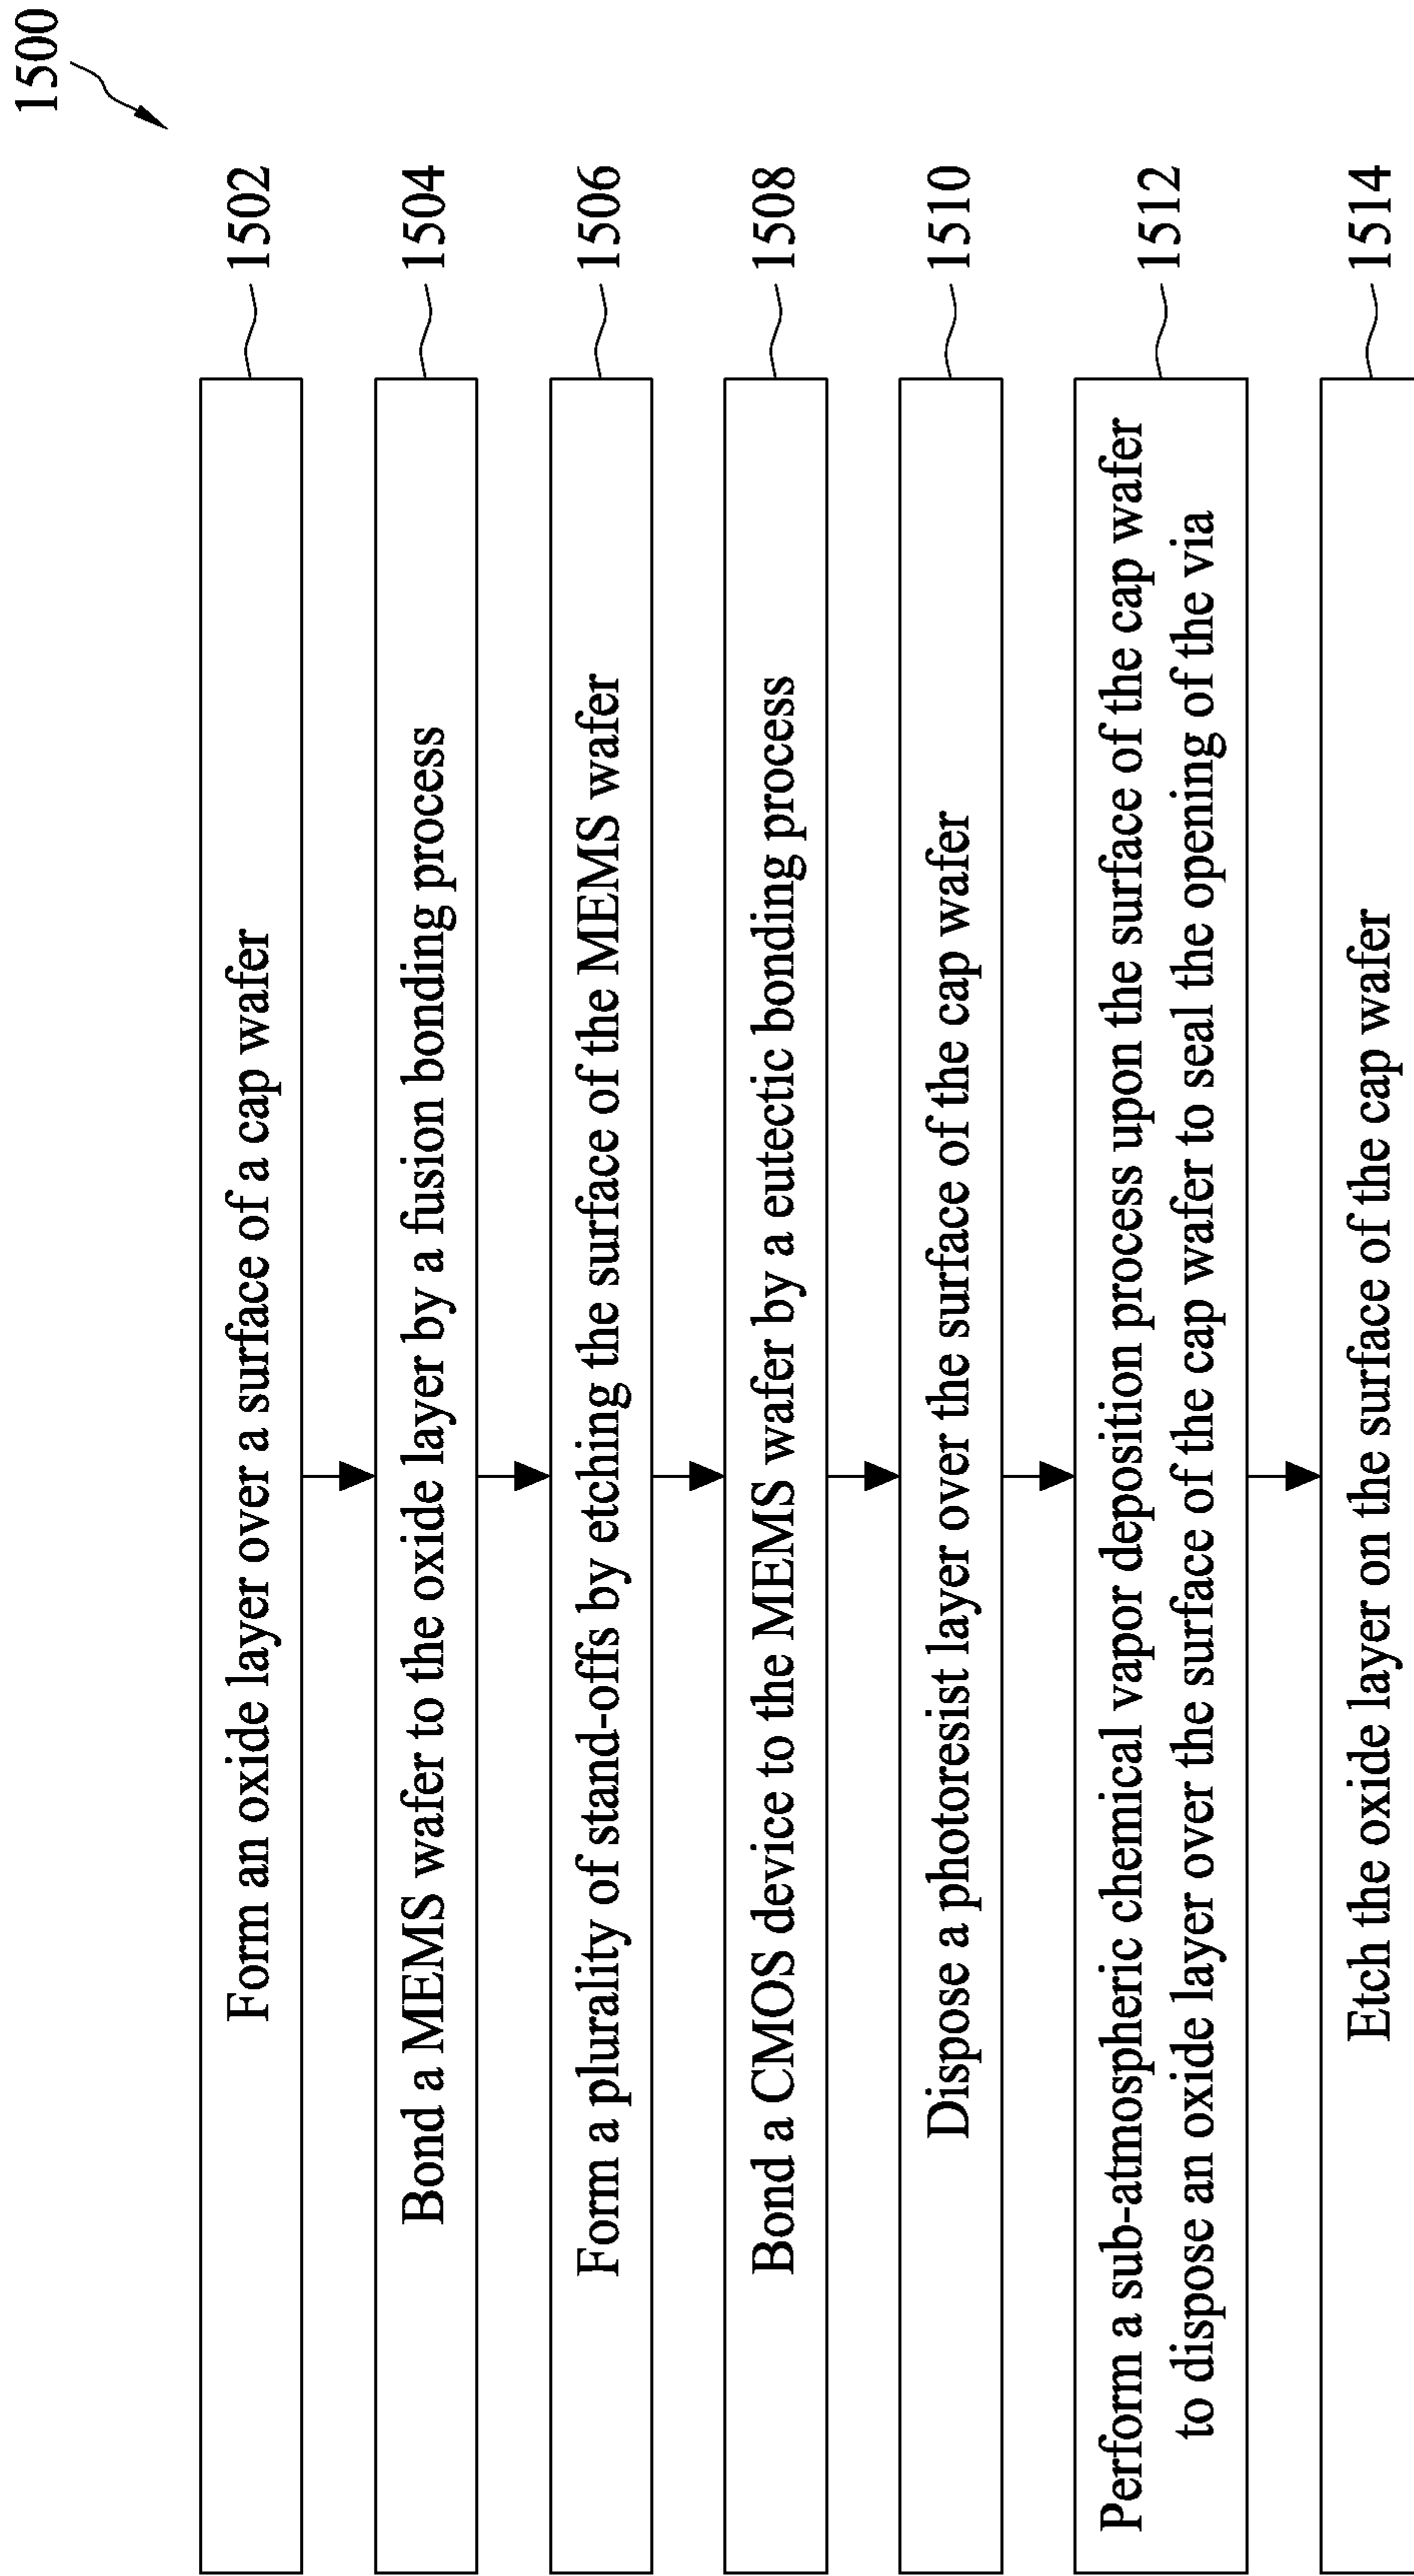 1500
Form an oxide layer over a surface of a cap wafer
1502
Bond a MEMS wafer to the oxide layer by a fusion bonding process
1504
Form a plurality of stand-offs by etching the surface of the MEMS wafer
1506
Bond a CMOS device to the MEMS wafer by a eutectic bonding process
1508
Dispose a photoresist layer over the surface of the cap wafer
1510
Perform a sub-atmospheric chemical vapor deposition process upon the surface of the cap wafer
to dispose an oxide layer over the surface of the cap wafer to seal the opening of the via
1512
Etch the oxide layer on the surface of the cap wafer
1514